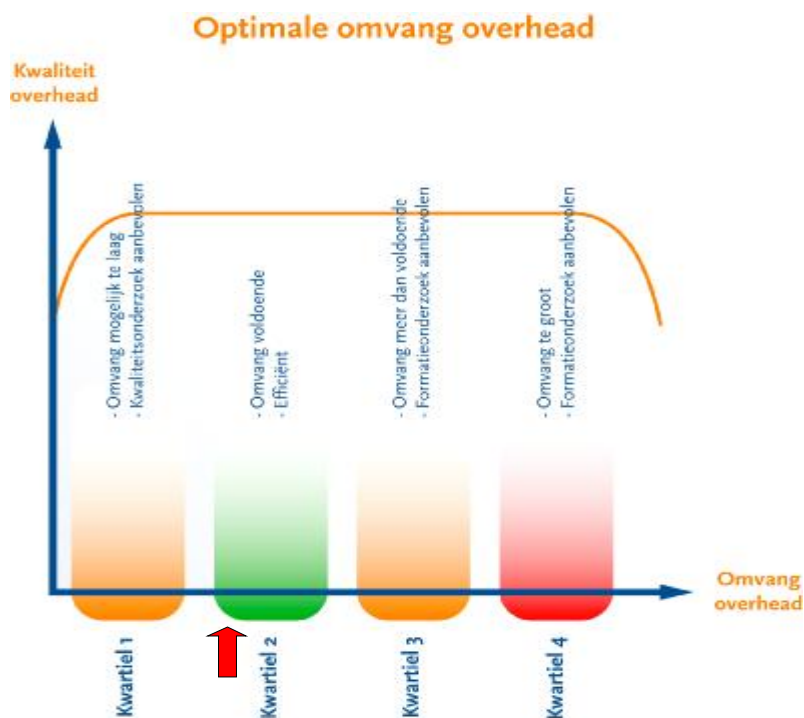 Optimale omvang overhead
Kwaliteit
overhead
- Omvang mogelijk te laag
- Kwaliteitsonderzoek aanbevolen
- Omvang voldoende
- Efficiënt
- Omvang meer dan voldoende
- Formatieonderzoek aanbevolen
- Omvang te groot
- Formatieonderzoek aanbevolen
Omvang
overhead
Kwartiel 1
Kwartiel 2
Kwartiel 3
Kwartiel 4